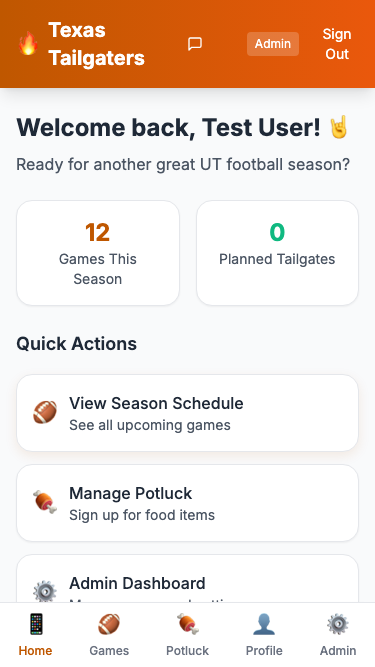 Texas
Tailgaters
Admin
Sign
Out
Welcome back, Test User! 🤘
Ready for another great UT football season?
12
Games This
Season
0
Planned Tailgates
Quick Actions
View Season Schedule
See all upcoming games
Manage Potluck
Sign up for food items
Admin Dashboard
Home
Games
Potluck
Profile
Admin